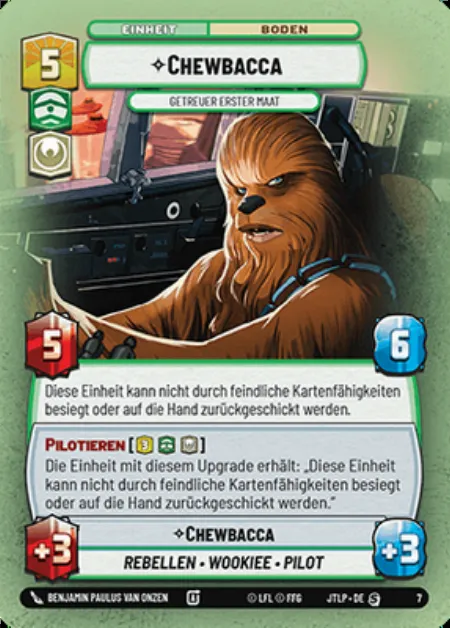 EINHEIT BODEN
5
✧CHEWBACCA
GETREUER ERSTER MAAT
5
6
Diese Einheit kann nicht durch feindliche Kartenfähigkeiten
besiegt oder auf die Hand zurückgeschickt werden.
PILOTIEREN [3]
Die Einheit mit diesem Upgrade erhält: „Diese Einheit
kann nicht durch feindliche Kartenfähigkeiten besiegt
oder auf die Hand zurückgeschickt werden.“
✧CHEWBACCA
+3
+3
REBELLEN • WOOKIEE • PILOT
BENJAMIN PAULUS VAN ONZEN © LFL © FFG JTLP • DE S 7